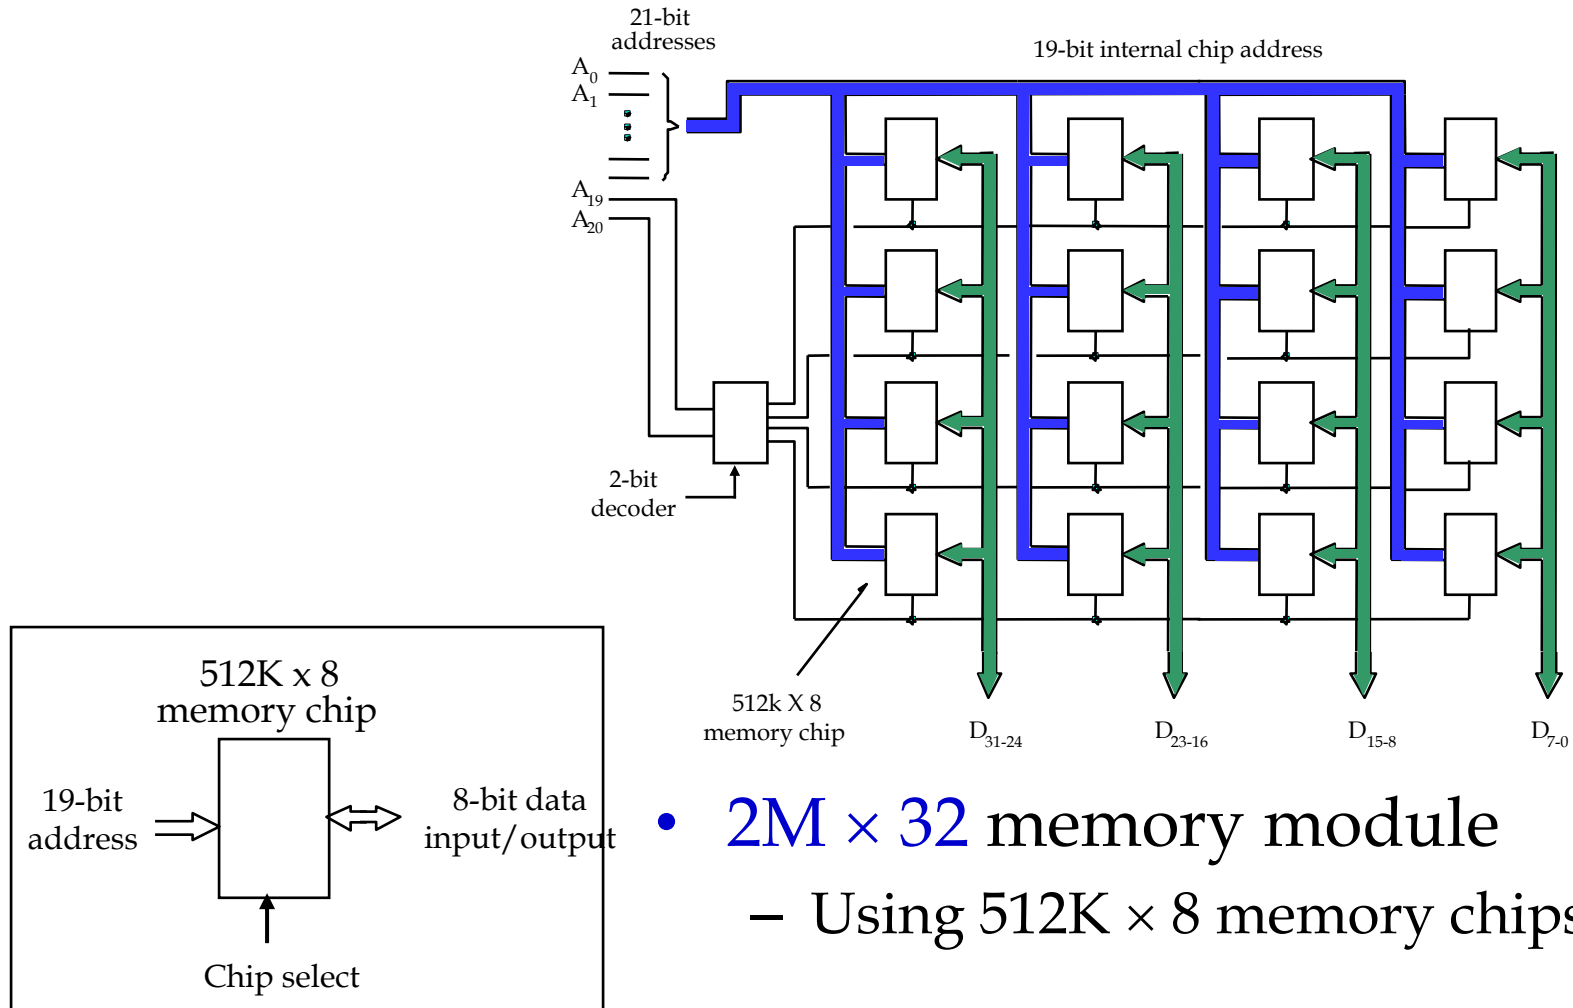 21-bit
addresses
19-bit internal chip address
A0
A1
A19
A20
2-bit
decoder
512k X 8
memory chip
D31-24
D23-16
D15-8
D7-0
512K x 8
memory chip
19-bit
address
8-bit data
input/output
Chip select
• 2M × 32 memory module
– Using 512K × 8 memory chips